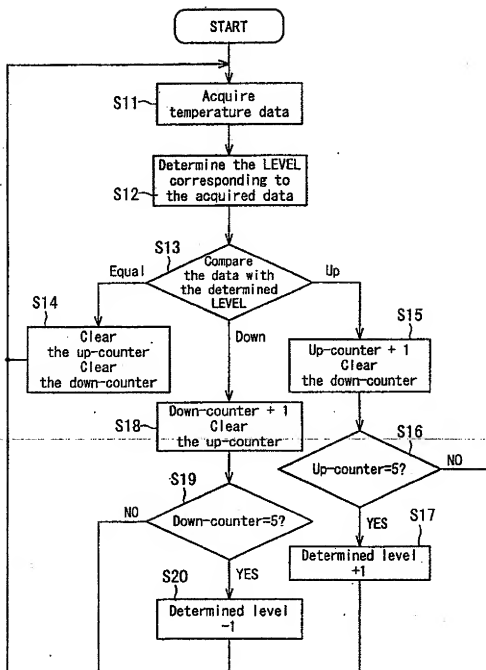 START
S11
Acquire
temperature data
S12
Determine the LEVEL
corresponding to
the acquired data
S13
Compare
the data with
the determined
LEVEL
Equal
Up
Down
S14
Clear
the up-counter
Clear
the down-counter
S15
Up-counter + 1
Clear
the down-counter
S18
Down-counter + 1
Clear
the up-counter
S16
Up-counter=5?
NO
YES
S19
Down-counter=5?
NO
YES
S17
Determined level
+1
S20
Determined level
-1